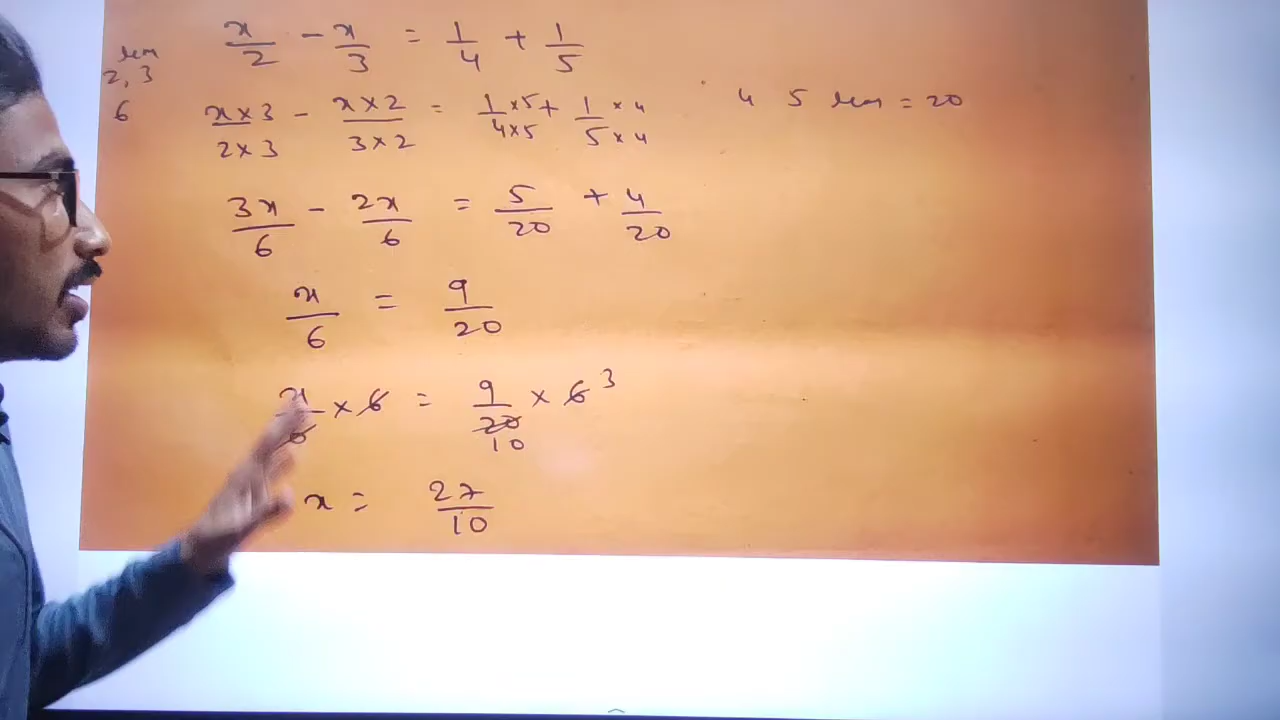 x/2 - x/3 = 1/4 + 1/5
lcm
2, 3
6
x×3/2×3 - x×2/3×2 = 1×5/4×5 + 1×4/5×4
4 5 lcm = 20
3x/6 - 2x/6 = 5/20 + 4/20
x/6 = 9/20
x/6 × 6 = 9/20 × 6 3
10
x = 27/10